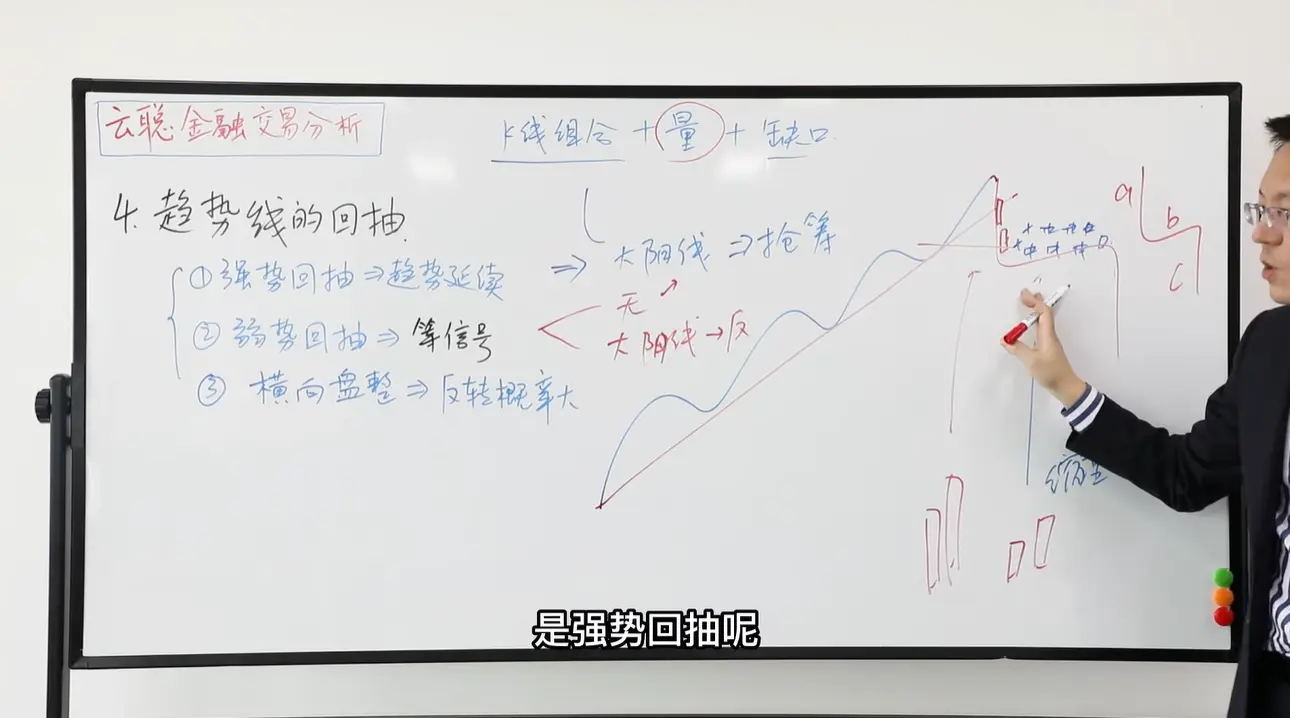 云聪金融交易分析
K线组合+量+缺口
4.趋势线的回抽
①强势回抽⇒趋势延续
⇒大阳线⇒抢筹
②弱势回抽⇒等信号
无
大阳线→反
③横向盘整⇒反转概率大
a
b
c
缩量
是强势回抽呢